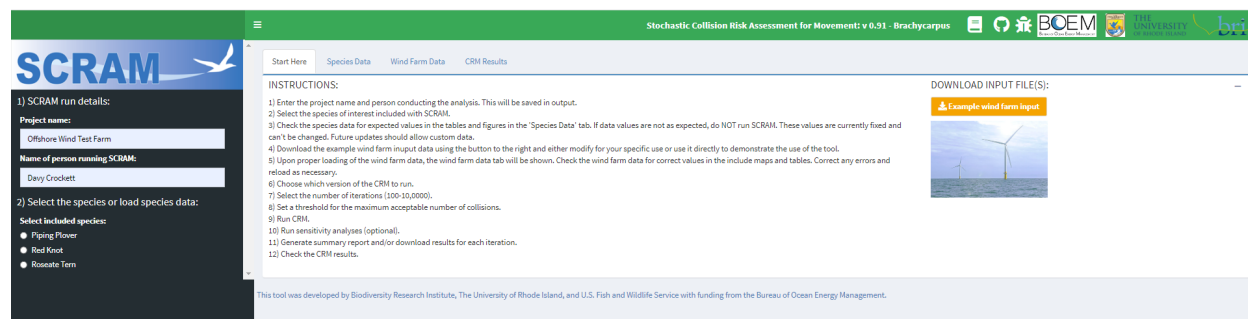 Stochastic Collision Risk Assessment for Movement: v 0.91 - Brachycarpus
BOEM
THE
UNIVERSITY
OF RHODE ISLAND
bri
SCRAM
1) SCRAM run details:
Project name:
Offshore Wind Test Farm
Name of person running SCRAM:
Davy Crockett
2) Select the species or load species data:
Select included species:
Piping Plover
Red Knot
Roseate Tern
Start Here
Species Data
Wind Farm Data
CRM Results
INSTRUCTIONS:
1) Enter the project name and person conducting the analysis. This will be saved in output.
2) Select the species of interest included with SCRAM.
3) Check the species data for expected values in the tables and figures in the 'Species Data' tab. If data values are not as expected, do NOT run SCRAM. These values are currently fixed and
can't be changed. Future updates should allow custom data.
4) Download the example wind farm inuput data using the button to the right and either modify for your specific use or use it directly to demonstrate the use of the tool.
5) Upon proper loading of the wind farm data, the wind farm data tab will be shown. Check the wind farm data for correct values in the include maps and tables. Correct any errors and
reload as necessary.
6) Choose which version of the CRM to run.
7) Select the number of iterations (100-10,0000).
8) Set a threshold for the maximum acceptable number of collisions.
9) Run CRM.
10) Run sensitivity analyses (optional).
11) Generate summary report and/or download results for each iteration.
12) Check the CRM results.
DOWNLOAD INPUT FILE(S):
Example wind farm input
This tool was developed by Biodiversity Research Institute, The University of Rhode Island, and U.S. Fish and Wildlife Service with funding from the Bureau of Ocean Energy Management.